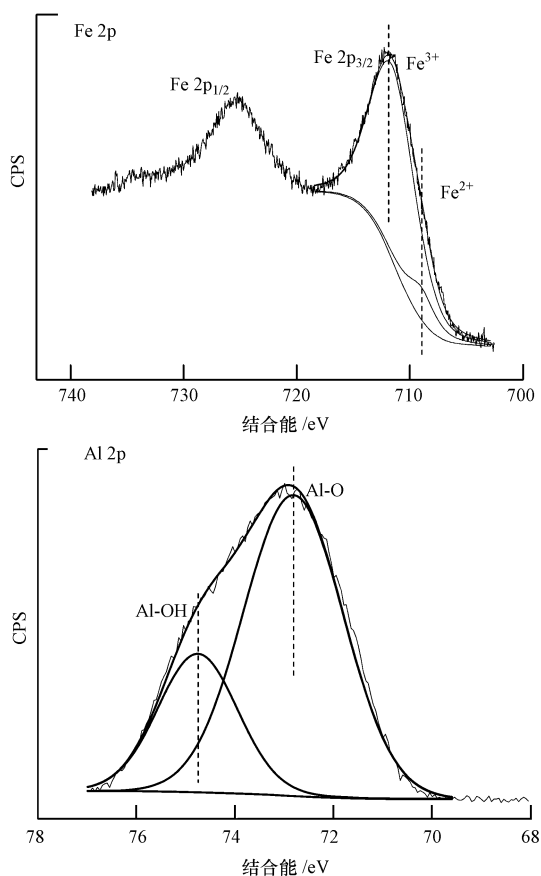 Fe 2p
Fe 2p3/2
Fe3+
Fe 2p1/2
Fe2+
CPS
740
730
720
710
700
结合能 /eV
Al 2p
Al-O
Al-OH
CPS
78
76
74
72
70
68
结合能 /eV